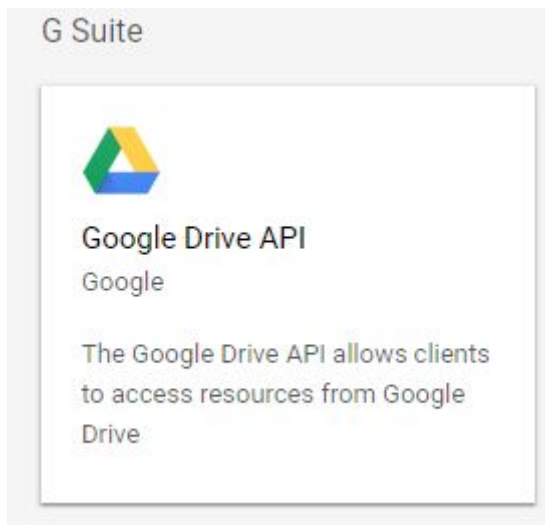 G Suite
Google Drive API
Google
The Google Drive API allows clients
to access resources from Google
Drive